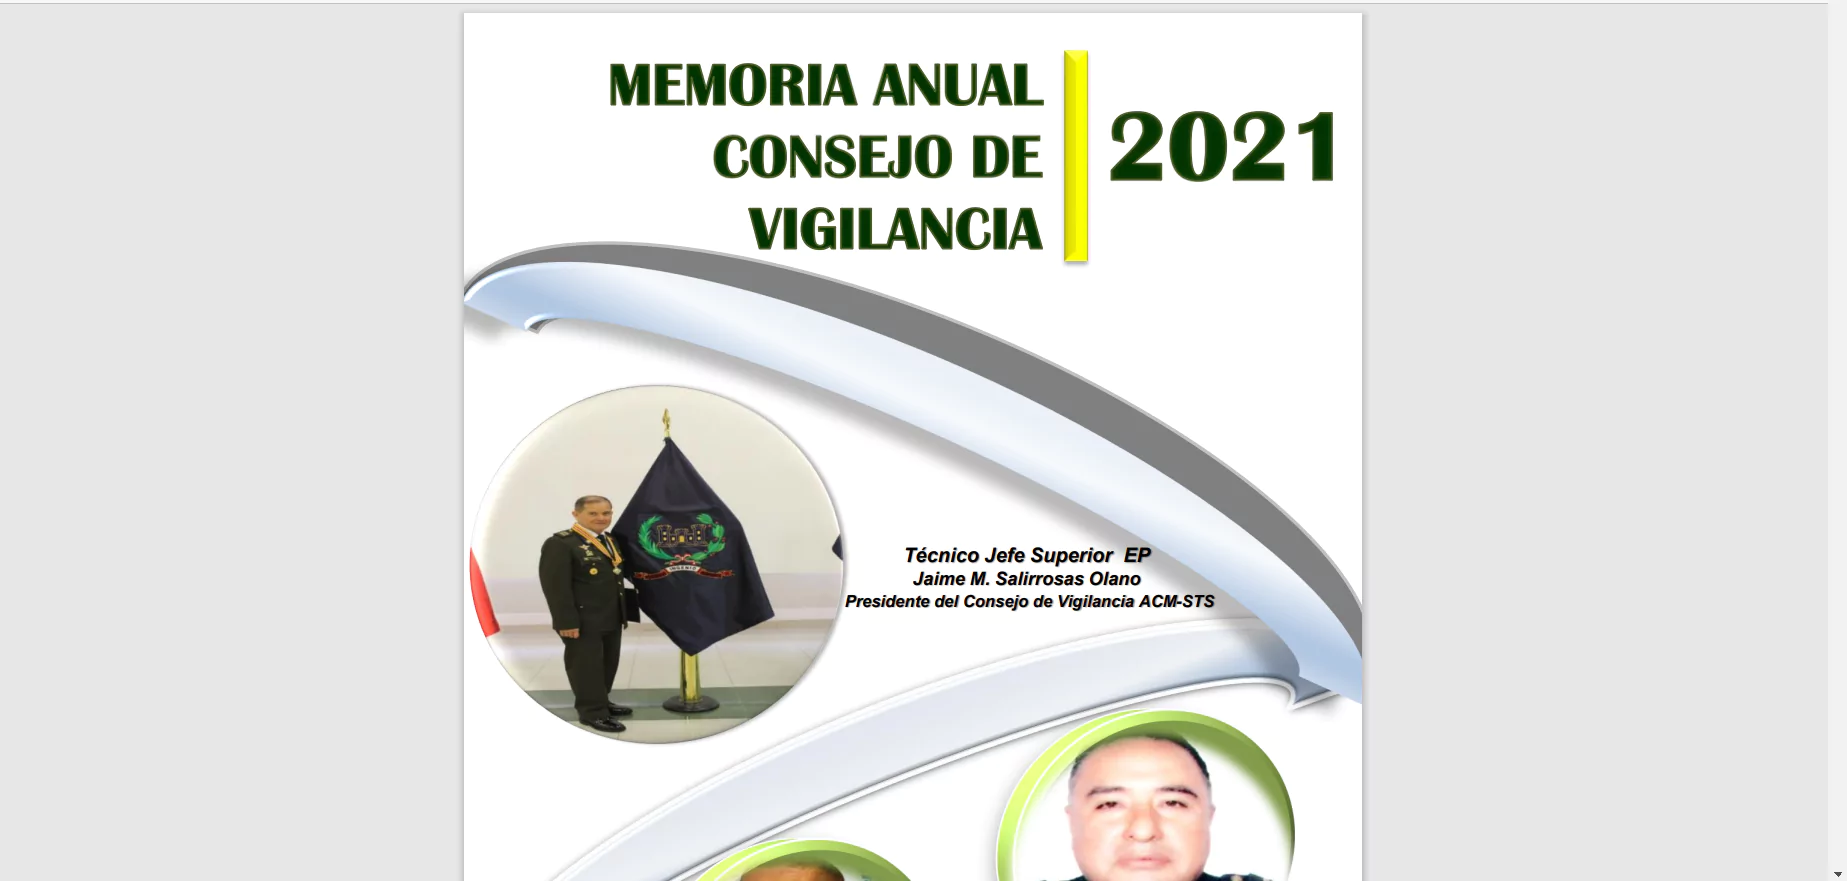 MEMORIA ANUAL
CONSEJO DE
VIGILANCIA
2021
Técnico Jefe Superior EP
Jaime M. Salirrosas Olano
Presidente del Consejo de Vigilancia ACM-STS
INGENIO